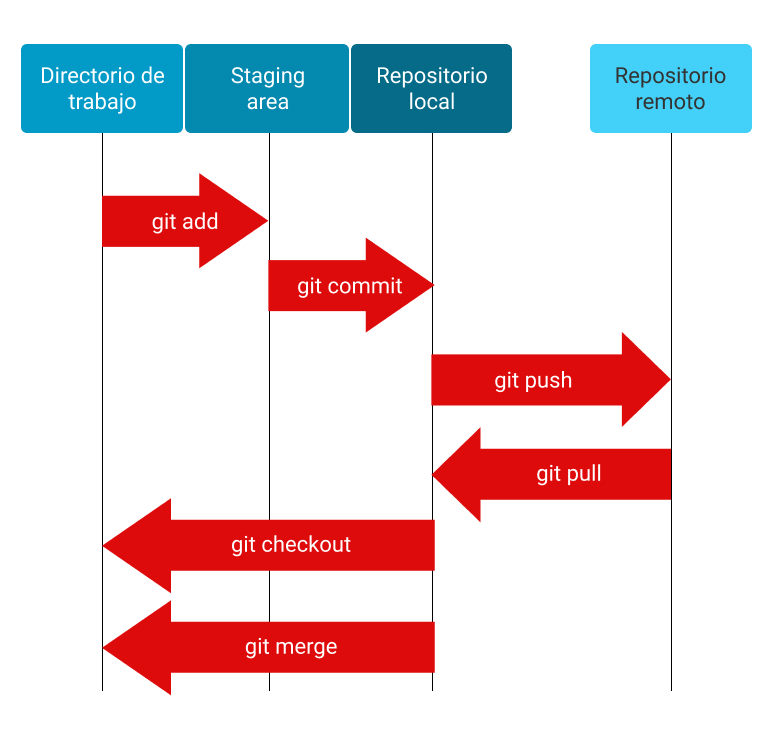 Directorio de
trabajo
Staging
area
Repositorio
local
Repositorio
remoto
git add
git commit
git push
git pull
git checkout
git merge